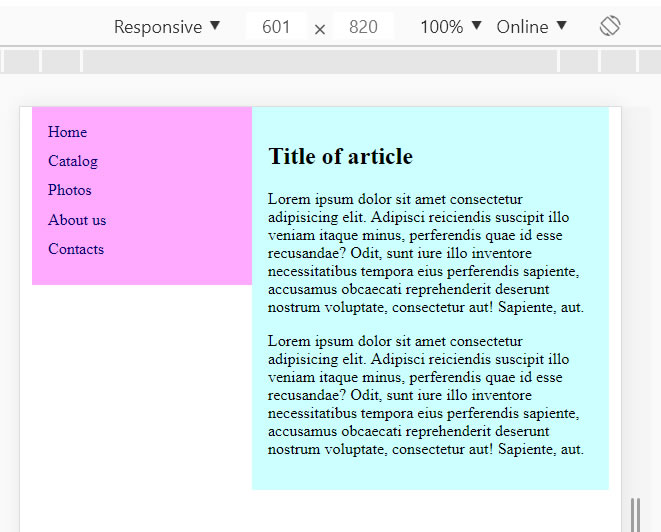 Responsive ▼ 601 × 820 100% ▼ Online ▼
Home
Catalog
Photos
About us
Contacts
Title of article
Lorem ipsum dolor sit amet consectetur
adipisicing elit. Adipisci reiciendis suscipit illo
veniam itaque minus, perferendis quae id esse
recusandae? Odit, sunt iure illo inventore
necessitatibus tempora eius perferendis sapiente,
accusamus obcaecati reprehenderit deserunt
nostrum voluptate, consectetur aut! Sapiente, aut.
Lorem ipsum dolor sit amet consectetur
adipisicing elit. Adipisci reiciendis suscipit illo
veniam itaque minus, perferendis quae id esse
recusandae? Odit, sunt iure illo inventore
necessitatibus tempora eius perferendis sapiente,
accusamus obcaecati reprehenderit deserunt
nostrum voluptate, consectetur aut! Sapiente, aut.